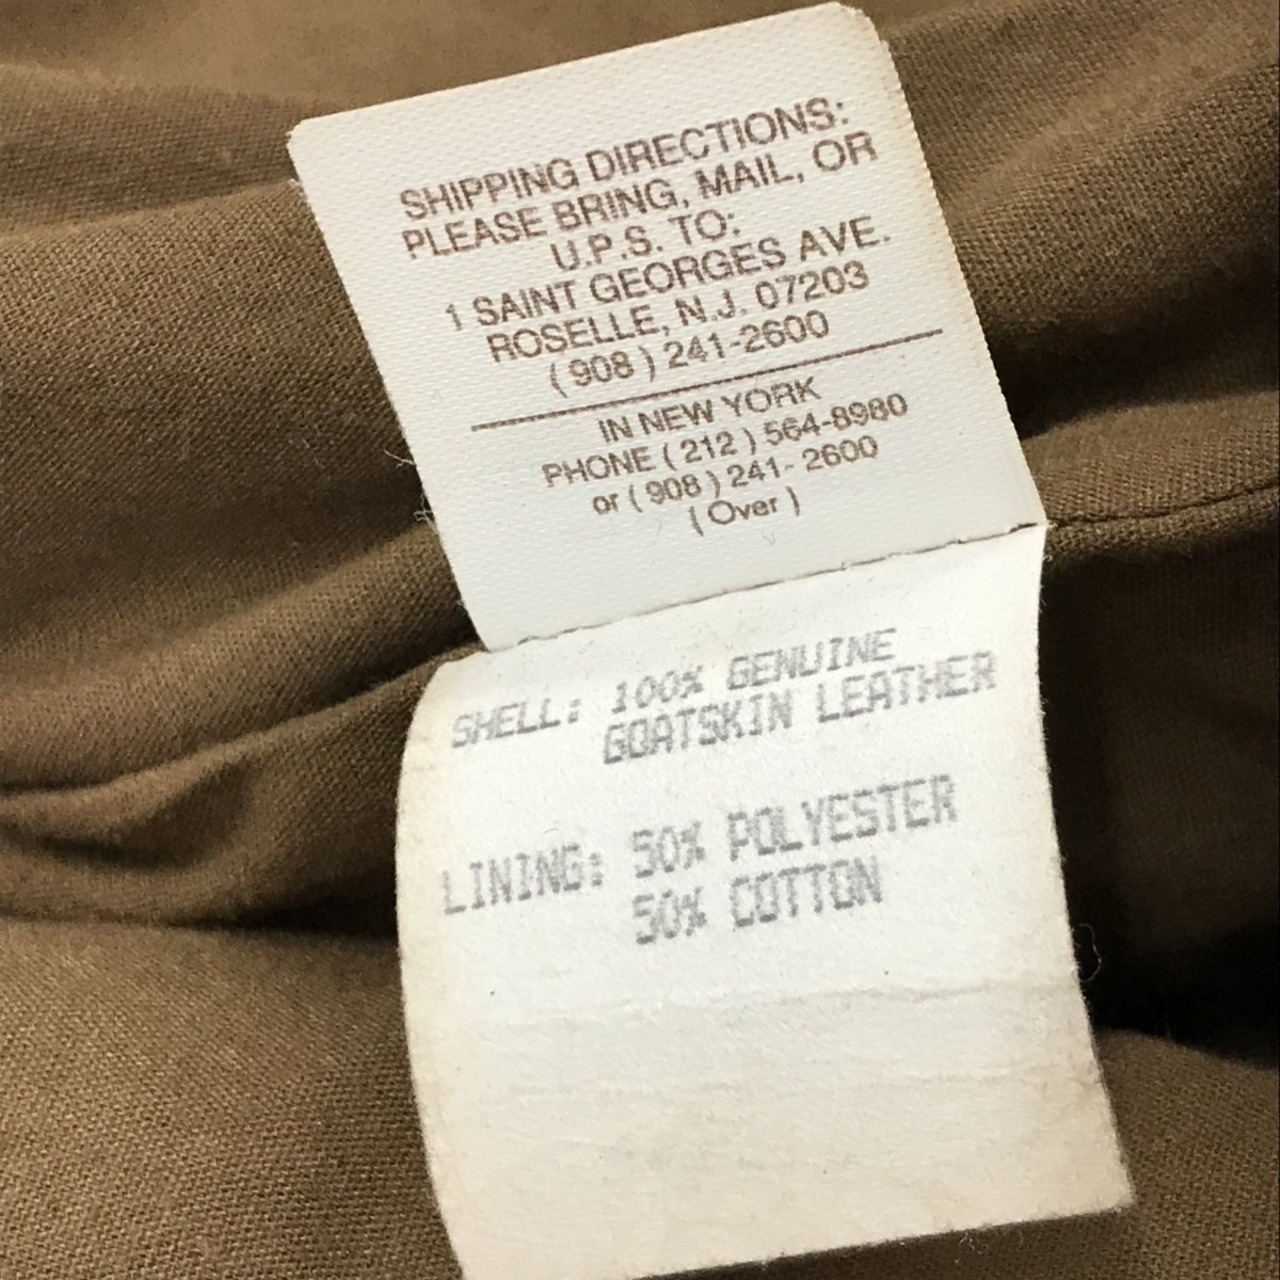 SHIPPING DIRECTIONS:
PLEASE BRING, MAIL, OR
U.P.S. TO:
1 SAINT GEORGES AVE.
ROSELLE, N.J. 07203
( 908 ) 241-2600
IN NEW YORK
PHONE ( 212 ) 564-8980
or ( 908 ) 241- 2600
( Over )
SHELL: 100% GENUINE
GOATSKIN LEATHER
LINING: 50% POLYESTER
50% COTTON